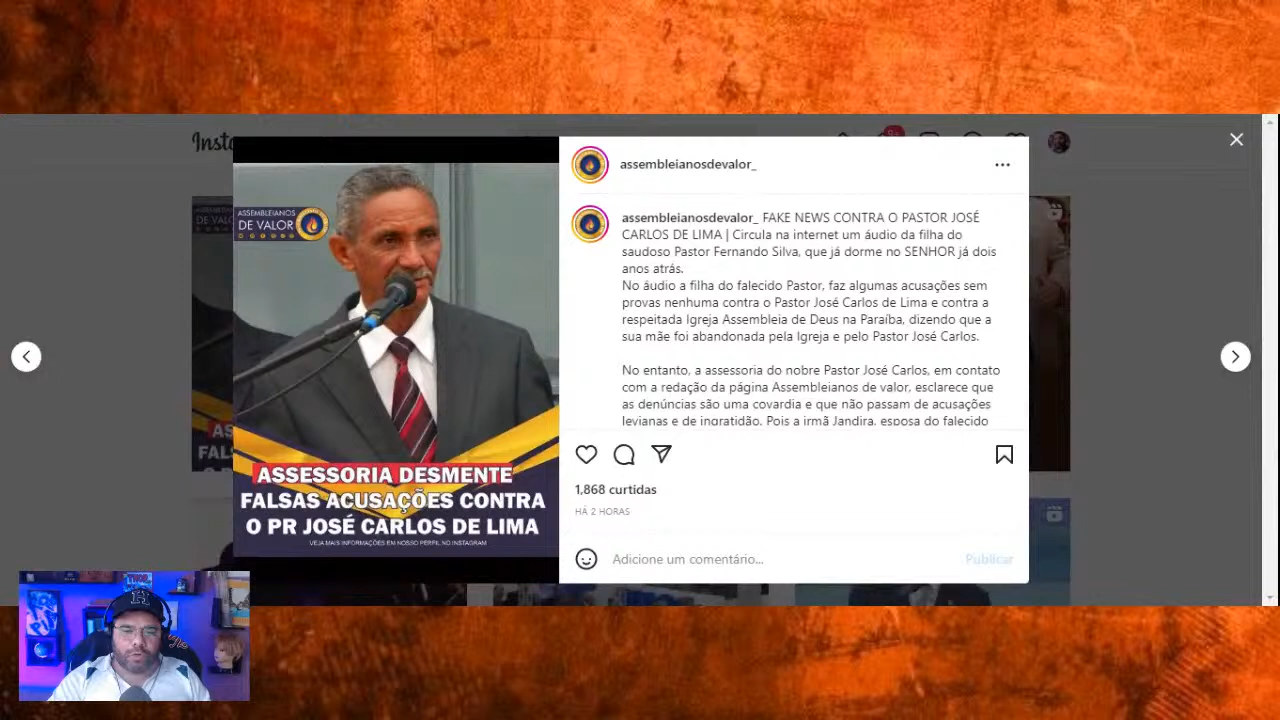 Inst
assembleianosdevalor_
ASSEMBLEIANOS
DE VALOR
assembleianosdevalor_ FAKE NEWS CONTRA O PASTOR JOSÉ
CARLOS DE LIMA | Circula na internet um áudio da filha do
saudoso Pastor Fernando Silva, que já dorme no SENHOR já dois
anos atrás.
No áudio a filha do falecido Pastor, faz algumas acusações sem
provas nenhuma contra o Pastor José Carlos de Lima e contra a
respeitada Igreja Assembleia de Deus na Paraíba, dizendo que a
sua mãe foi abandonada pela Igreja e pelo Pastor José Carlos.
No entanto, a assessoria do nobre Pastor José Carlos, em contato
com a redação da página Assembleianos de valor, esclarece que
as denúncias são uma covardia e que não passam de acusações
levianas e de ingratidão. Pois a irmã Jandira, esposa do falecido
ASSESSORIA DESMENTE
FALSAS ACUSAÇÕES CONTRA
O PR JOSÉ CARLOS DE LIMA
VEJA MAIS INFORMAÇÕES EM NOSSO PERFIL NO INSTAGRAM
1,868 curtidas
HÁ 2 HORAS
Adicione um comentário...
Publicar